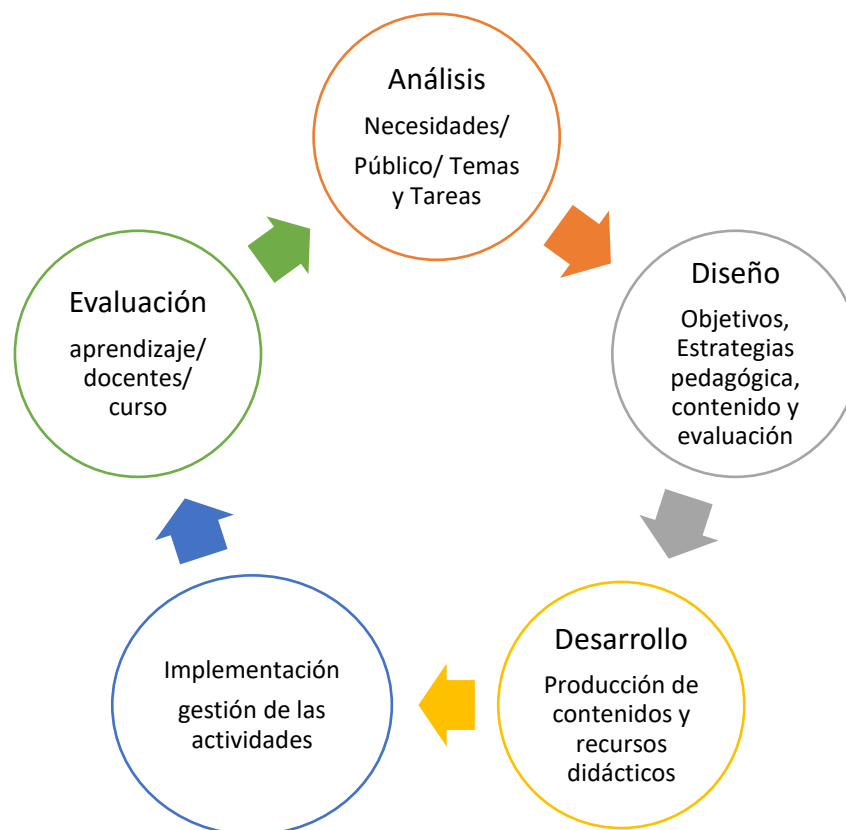 Análisis
Necesidades/
Público/ Temas
y Tareas
Diseño
Objetivos,
Estrategias
pedagógica,
contenido y
evaluación
Desarrollo
Producción de
contenidos y
recursos
didácticos
Implementación
gestión de las
actividades
Evaluación
aprendizaje/
docentes/
curso